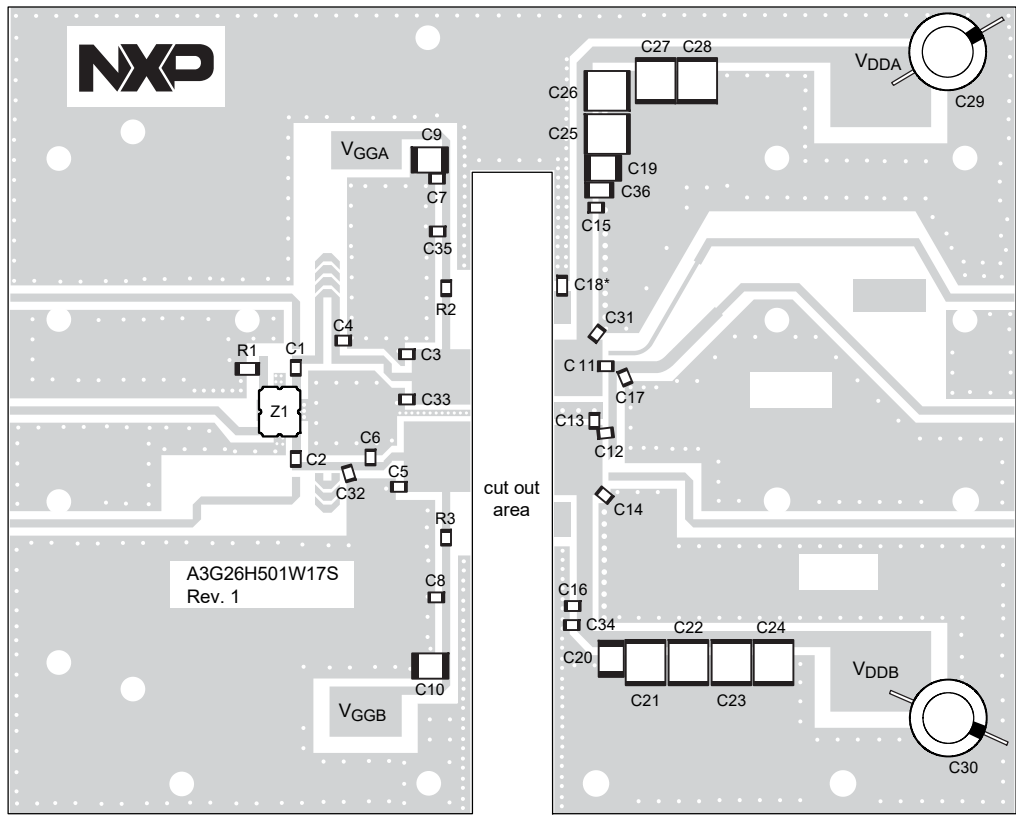 NXP
C27 C28
VDDA
C29
C26
C25
C19
C36
C15
C9
VGGA
C7
C35
R2
C18*
C31
C4
C3
C1
R1
C11
C17
C33
Z1
C13
C12
C6
C2
C5
C32
cut out
area
C14
R3
A3G26H501W17S
Rev. 1
C8
C16
C34
C22 C24
C20
C21 C23
VDDB
C10
VGGB
C30